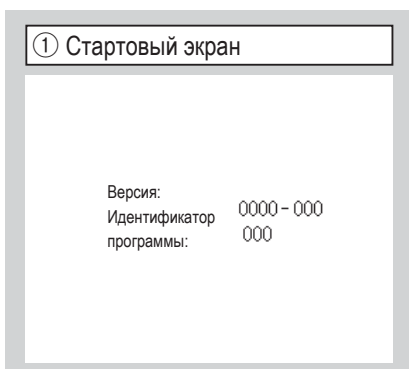 ① Стартовый экран
Версия:
Идентификатор 0000-000
программы: 000